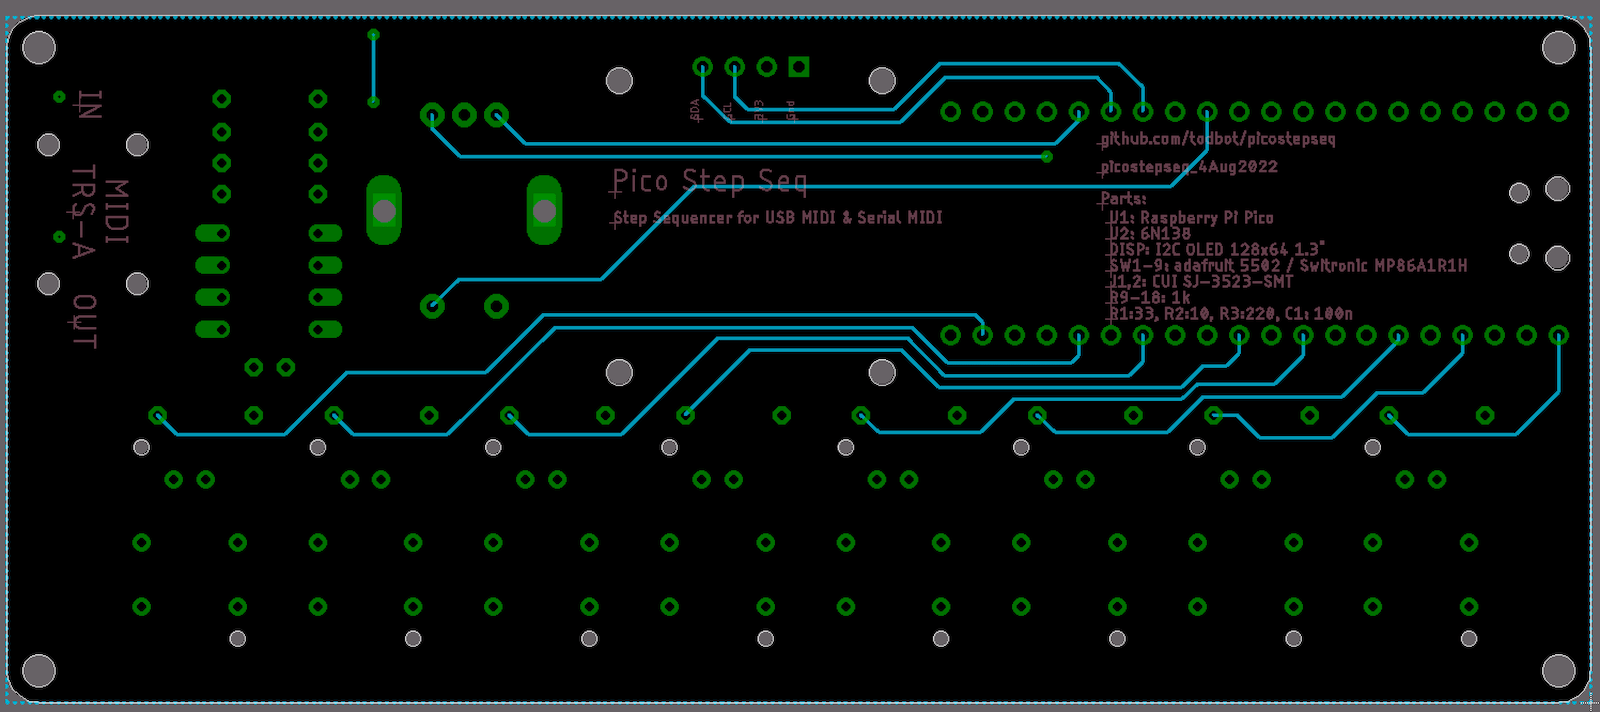 IN
MIDI
TRS-A
OUT
SDA
SCL
3V3
Gnd
Pico Step Seq
Step Sequencer for USB MIDI & Serial MIDI
github.com/todbot/picostepseq
picostepseq_4Aug2022
Parts:
U1: Raspberry Pi Pico
U2: 6N138
DISP: I2C OLED 128x64 1.3"
SW1-9: adafruit 5502 / Switronic MP86A1R1H
J1,2: CUI SJ-3523-SMT
R9-18: 1k
R1:33, R2:10, R3:220, C1: 100n